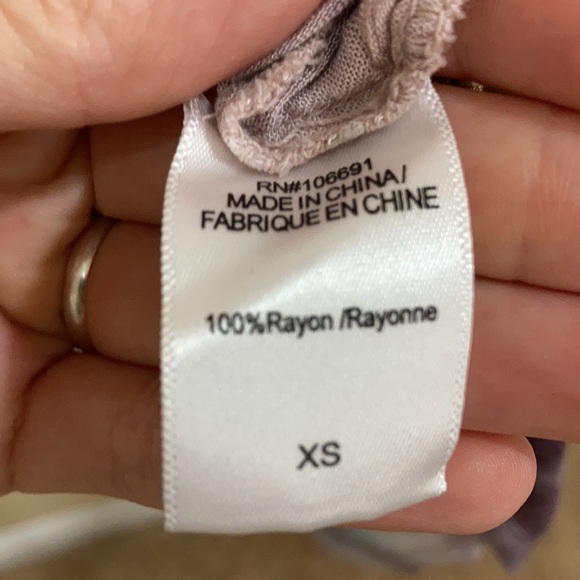 RN#106691
MADE IN CHINA/
FABRIQUE EN CHINE
100%Rayon /Rayonne
XS